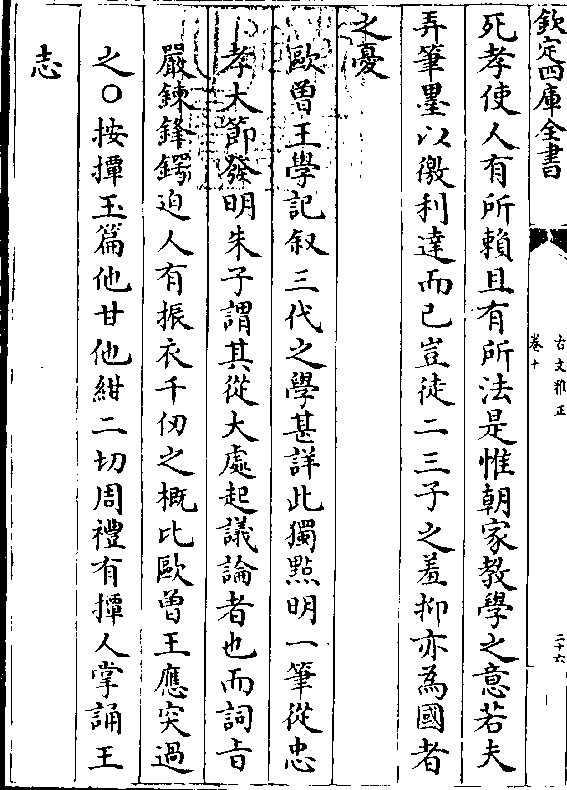 欽定四庫全書
古文雅正
卷十
二十六
死孝使人有所賴且有所法是惟朝家教學之意若夫
弄筆墨以徼利達而已豈徒二三子之羞抑亦為國者
之憂
歐曽王學記叙三代之學甚詳此獨㸃明一筆從忠
孝大節發明朱子謂其從大處起議論者也而詞㫖
嚴鍊鋒鍔迫人有振衣千仞之概比歐曽王應突過
之○按撢玉篇他甘他紺二切周禮有撢人掌誦王
志